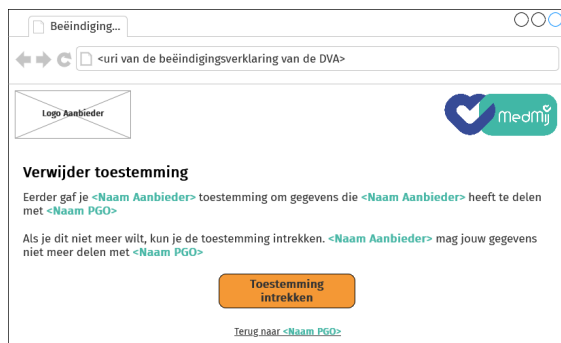 Beëindiging...
<uri van de beëindigingsverklaring van de DVA>
Logo Aanbieder
MedMij
Verwijder toestemming
Eerder gaf je <Naam Aanbieder> toestemming om gegevens die <Naam Aanbieder> heeft te delen
met <Naam PGO>
Als je dit niet meer wilt, kun je de toestemming intrekken. <Naam Aanbieder> mag jouw gegevens
niet meer delen met <Naam PGO>
Toestemming
intrekken
Terug naar <Naam PGO>